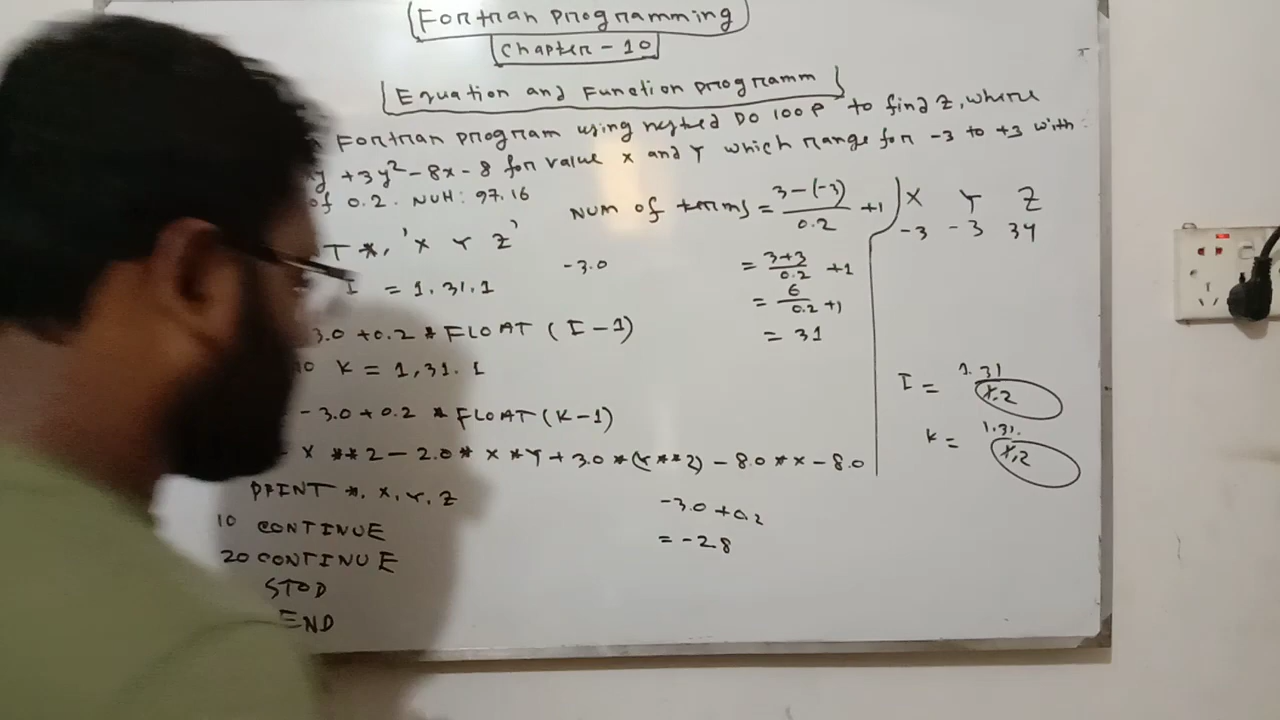 Fortran programming
Chapter - 10
Equation and Function programm
Fortran program using nested DO loop to find Z, where
y + 3y² - 8x - 8 for value x and Y which range for -3 to +3 with
of 0.2. NUH: 97.16
Num of terms = 3-(-3)/0.2 + 1
= 3+3/0.2 + 1
= 6/0.2 + 1
= 31
T *, 'X Y Z'
-3.0
I = 1.31.1
3.0 + 0.2 * FLOAT (I - 1)
10 K = 1,31.1
- 3.0 + 0.2 * FLOAT (K - 1)
X **2 - 2.0 * X * Y + 3.0 * (Y **2) - 8.0 * X - 8.0
PRINT *, X, Y, Z
10 CONTINUE
20 CONTINUE
STOP
END
-3.0 + 0.2
= -28
X Y Z
-3 -3 34
I = 1.31
X.2
K = 1.31.
X.2